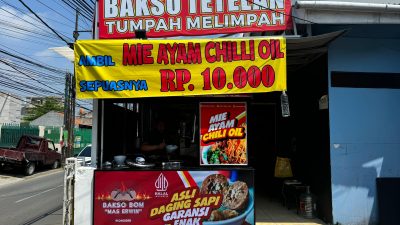 BAKSO TETELAN
TUMPAH MELIMPAH
AMBIL
SEPUASNYA
MIE AYAM CHILLI OIL
RP. 10.000
MIE
AYAM
CHILI OIL
BAKSO BOM
"MAS ERWIN"
HALAL
ASLI
DAGING SAPI
GARANSI
ENAK